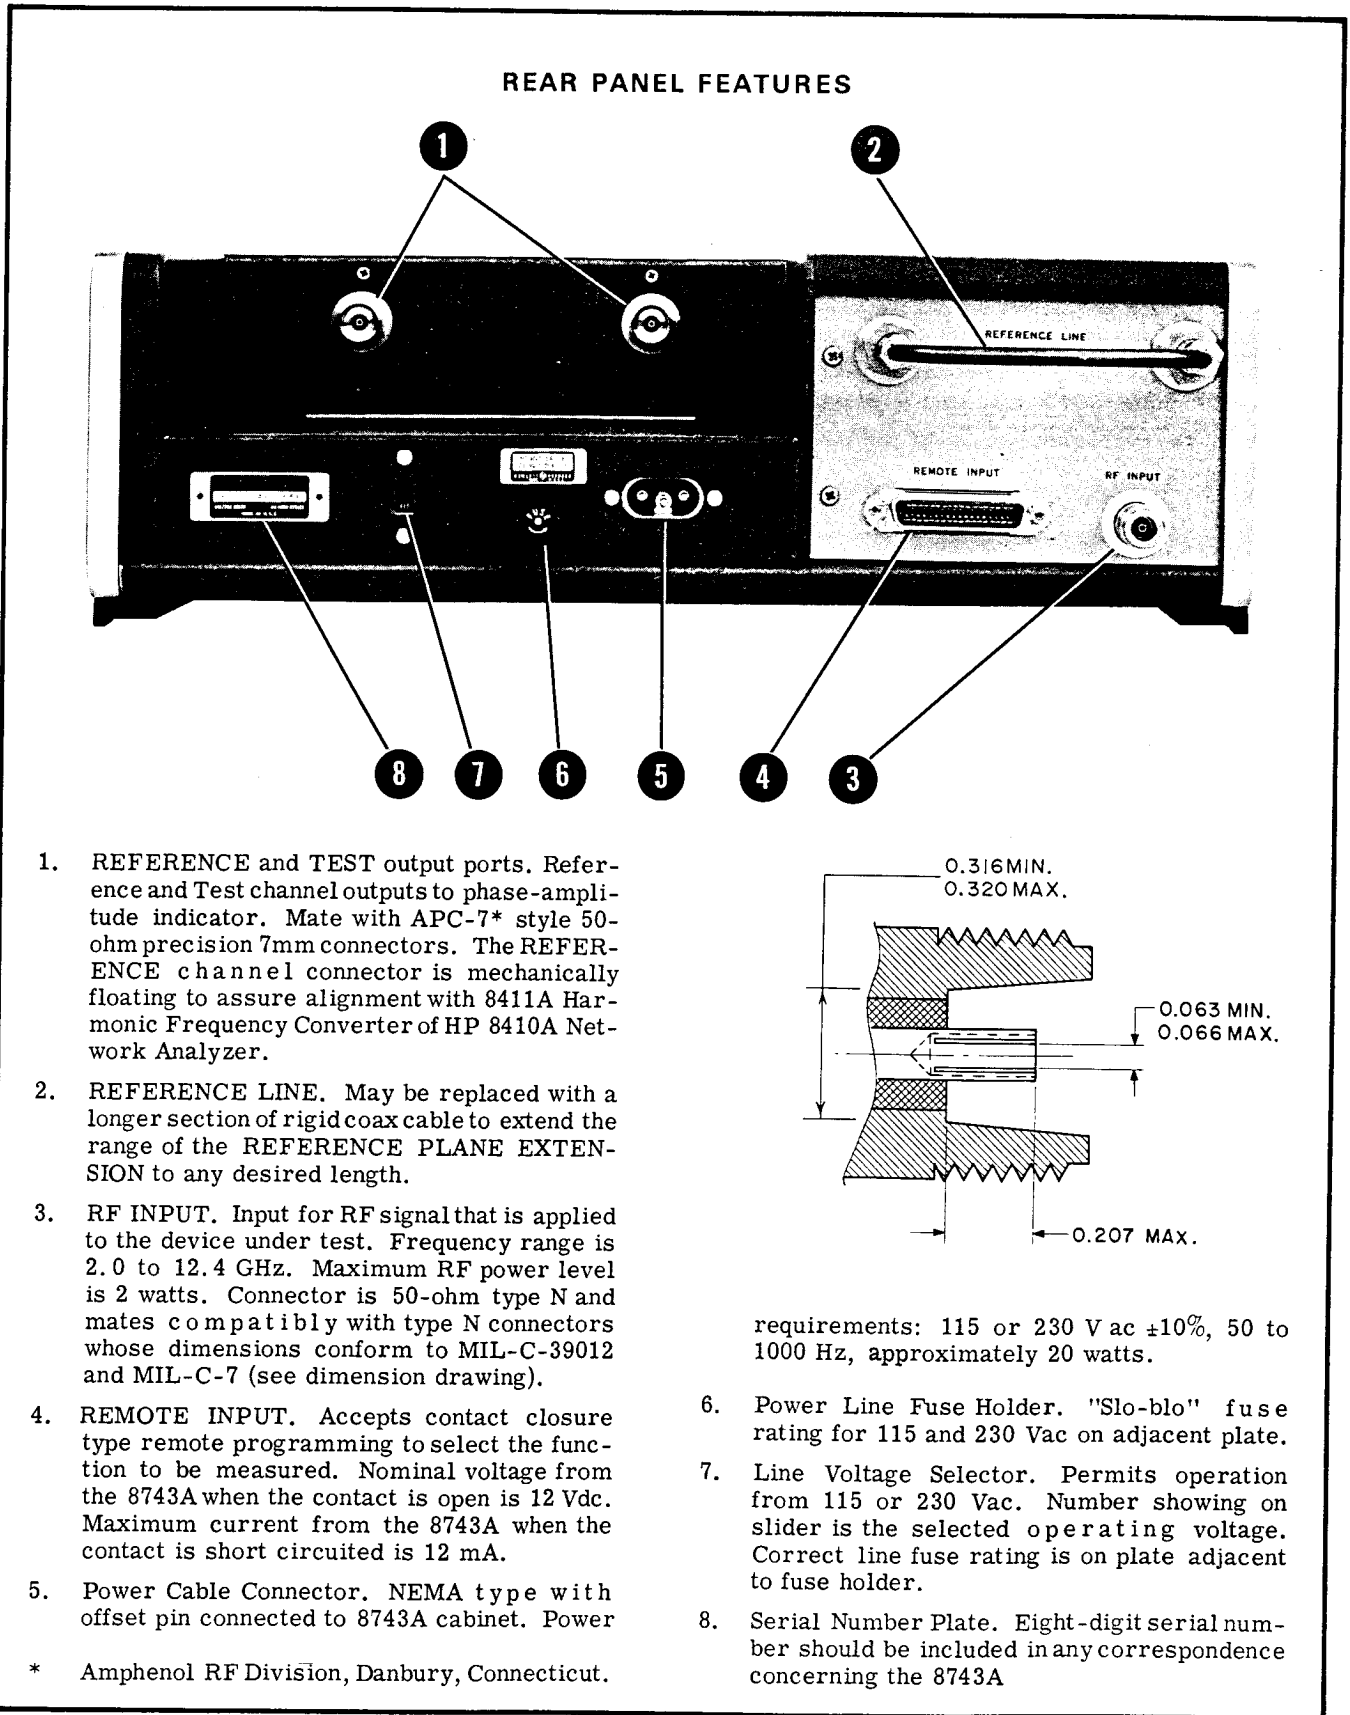 REAR PANEL FEATURES
1
2
REFERENCE LINE
REMOTE INPUT
RF INPUT
8
7
6
5
4
3
1. REFERENCE and TEST output ports. Refer-
ence and Test channel outputs to phase-ampli-
tude indicator. Mate with APC-7* style 50-
ohm precision 7mm connectors. The REFER-
ENCE channel connector is mechanically
floating to assure alignment with 8411A Har-
monic Frequency Converter of HP 8410A Net-
work Analyzer.
2. REFERENCE LINE. May be replaced with a
longer section of rigid coax cable to extend the
range of the REFERENCE PLANE EXTEN-
SION to any desired length.
3. RF INPUT. Input for RF signal that is applied
to the device under test. Frequency range is
2.0 to 12.4 GHz. Maximum RF power level
is 2 watts. Connector is 50-ohm type N and
mates compatibly with type N connectors
whose dimensions conform to MIL-C-39012
and MIL-C-7 (see dimension drawing).
4. REMOTE INPUT. Accepts contact closure
type remote programming to select the func-
tion to be measured. Nominal voltage from
the 8743A when the contact is open is 12 Vdc.
Maximum current from the 8743A when the
contact is short circuited is 12 mA.
5. Power Cable Connector. NEMA type with
offset pin connected to 8743A cabinet. Power
* Amphenol RF Division, Danbury, Connecticut.
0.316 MIN.
0.320 MAX.
0.063 MIN.
0.066 MAX.
0.207 MAX.
requirements: 115 or 230 V ac ±10%, 50 to
1000 Hz, approximately 20 watts.
6. Power Line Fuse Holder. "Slo-blo" fuse
rating for 115 and 230 Vac on adjacent plate.
7. Line Voltage Selector. Permits operation
from 115 or 230 Vac. Number showing on
slider is the selected operating voltage.
Correct line fuse rating is on plate adjacent
to fuse holder.
8. Serial Number Plate. Eight-digit serial num-
ber should be included in any correspondence
concerning the 8743A